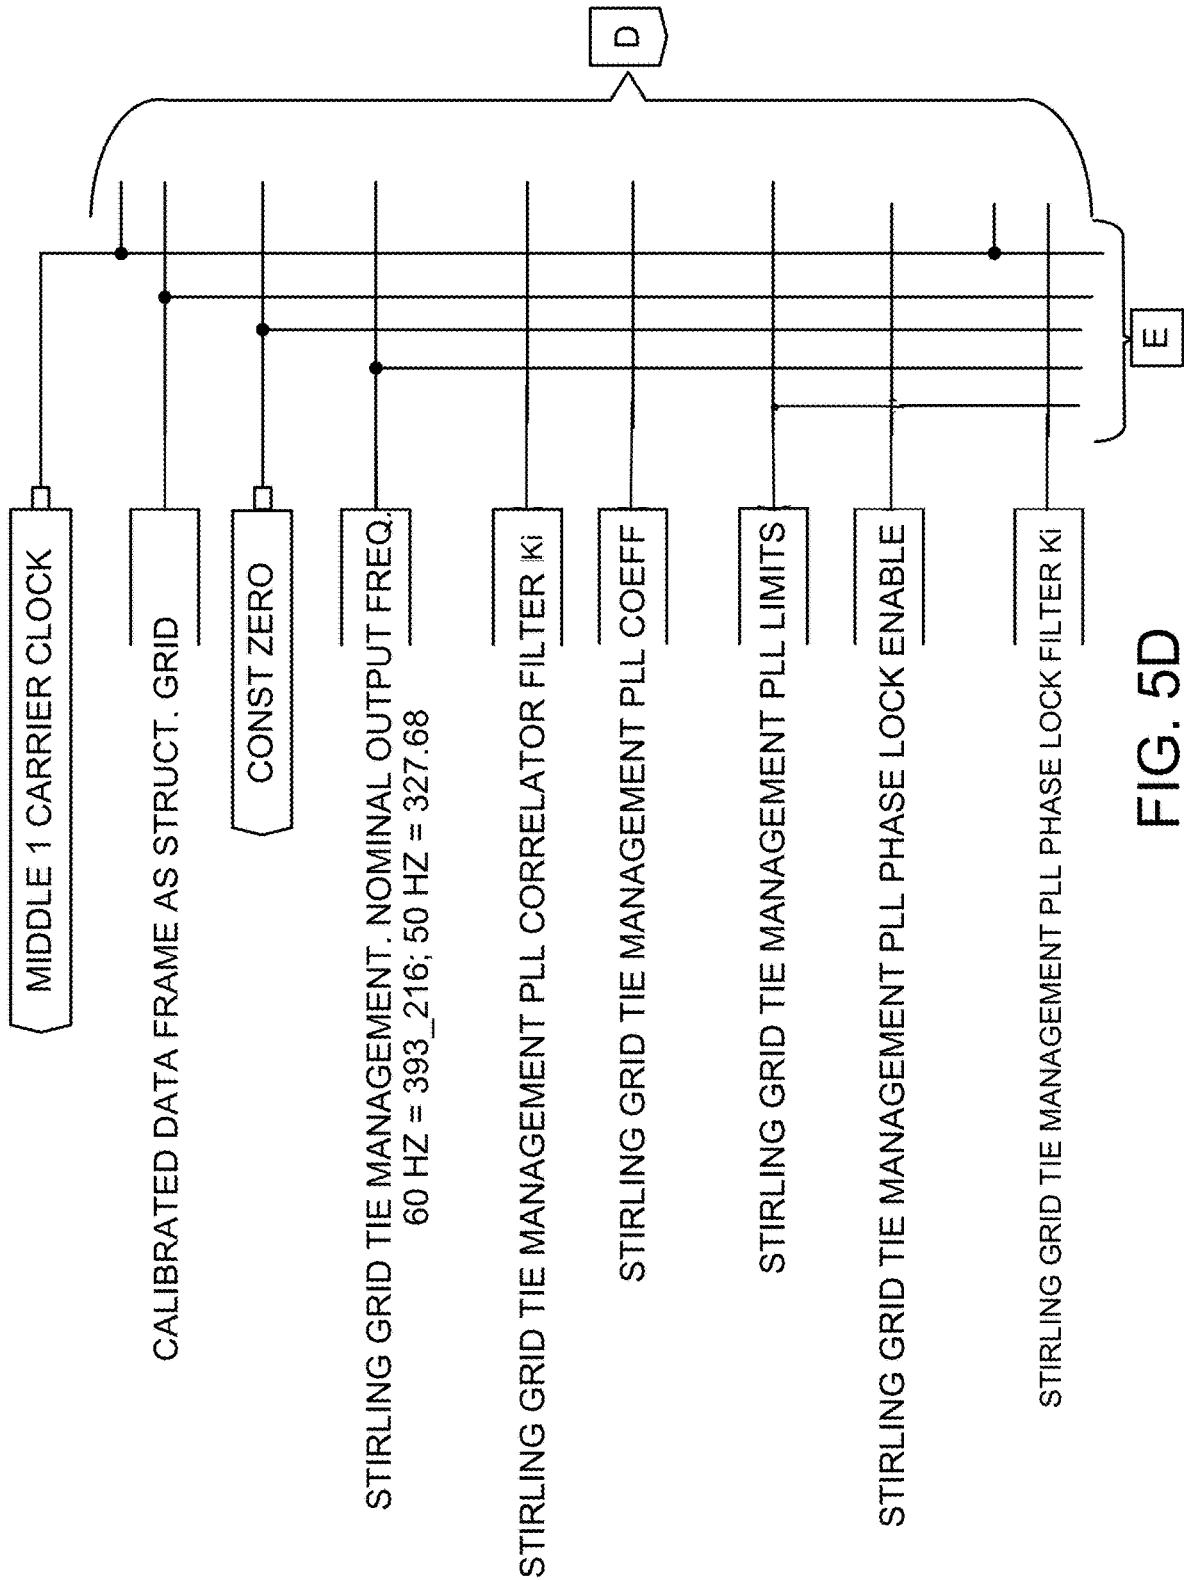 MIDDLE 1 CARRIER CLOCK
CALIBRATED DATA FRAME AS STRUCT. GRID
CONST ZERO
STIRLING GRID TIE MANAGEMENT. NOMINAL OUTPUT FREQ.
60 HZ = 393_216; 50 HZ = 327.68
STIRLING GRID TIE MANAGEMENT PLL CORRELATOR FILTER Ki
STIRLING GRID TIE MANAGEMENT PLL COEFF
STIRLING GRID TIE MANAGEMENT PLL LIMITS
STIRLING GRID TIE MANAGEMENT PLL PHASE LOCK ENABLE
STIRLING GRID TIE MANAGEMENT PLL PHASE LOCK FILTER Ki
D
E
FIG. 5D